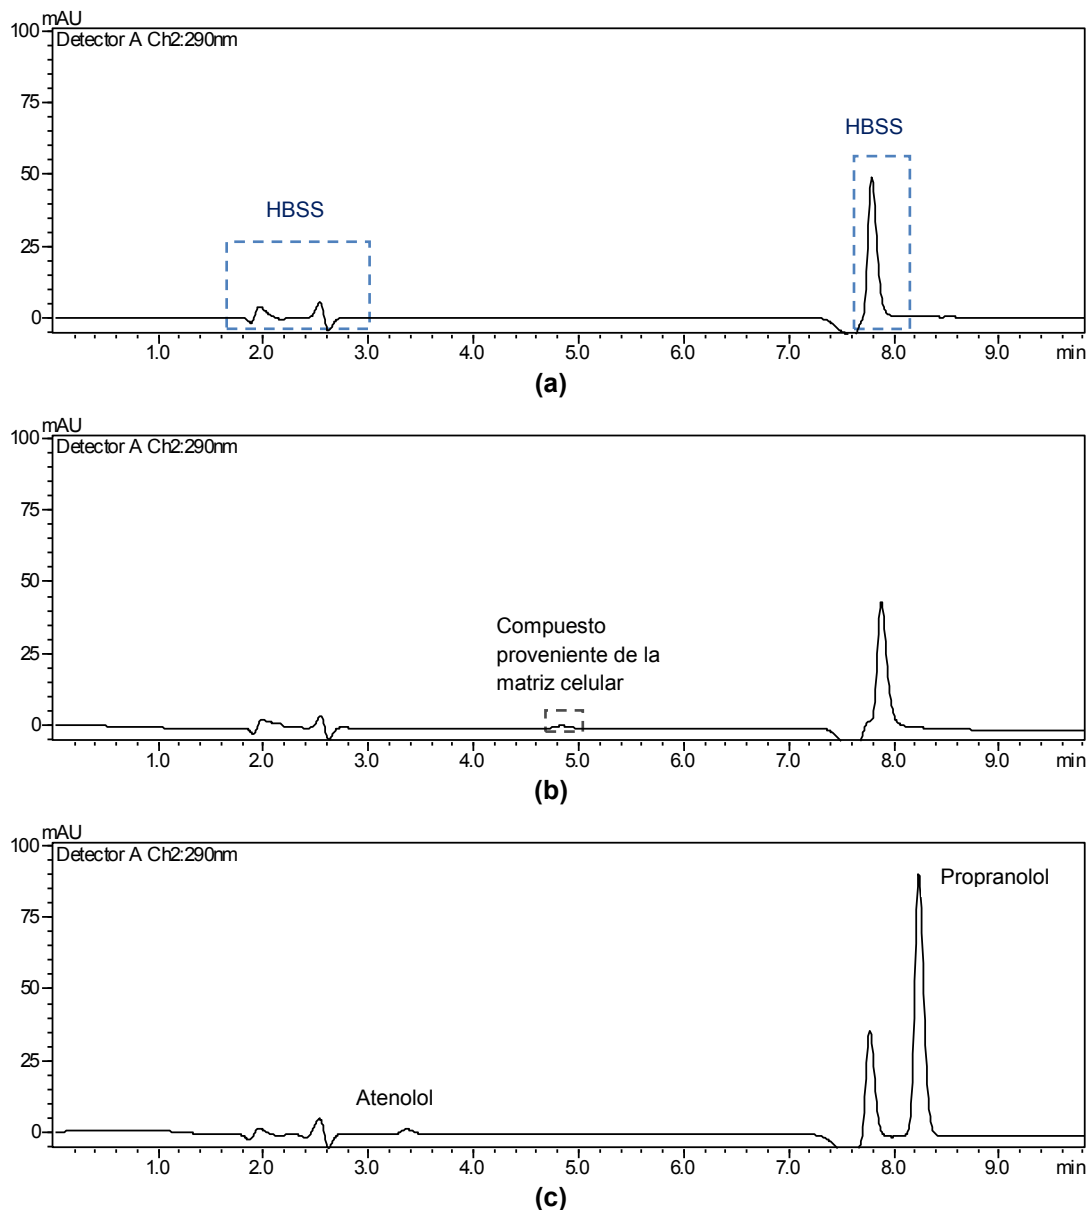 mAU
100
Detector A Ch2:290nm
75
HBSS
50
HBSS
25
0
1.0 2.0 3.0 4.0 5.0 6.0 7.0 8.0 9.0 min
(a)
mAU
100
Detector A Ch2:290nm
75
50
Compuesto
25
proveniente de la
matriz celular
0
1.0 2.0 3.0 4.0 5.0 6.0 7.0 8.0 9.0 min
(b)
mAU
100
Detector A Ch2:290nm
Propranolol
75
50
25
Atenolol
0
1.0 2.0 3.0 4.0 5.0 6.0 7.0 8.0 9.0 min
(c)